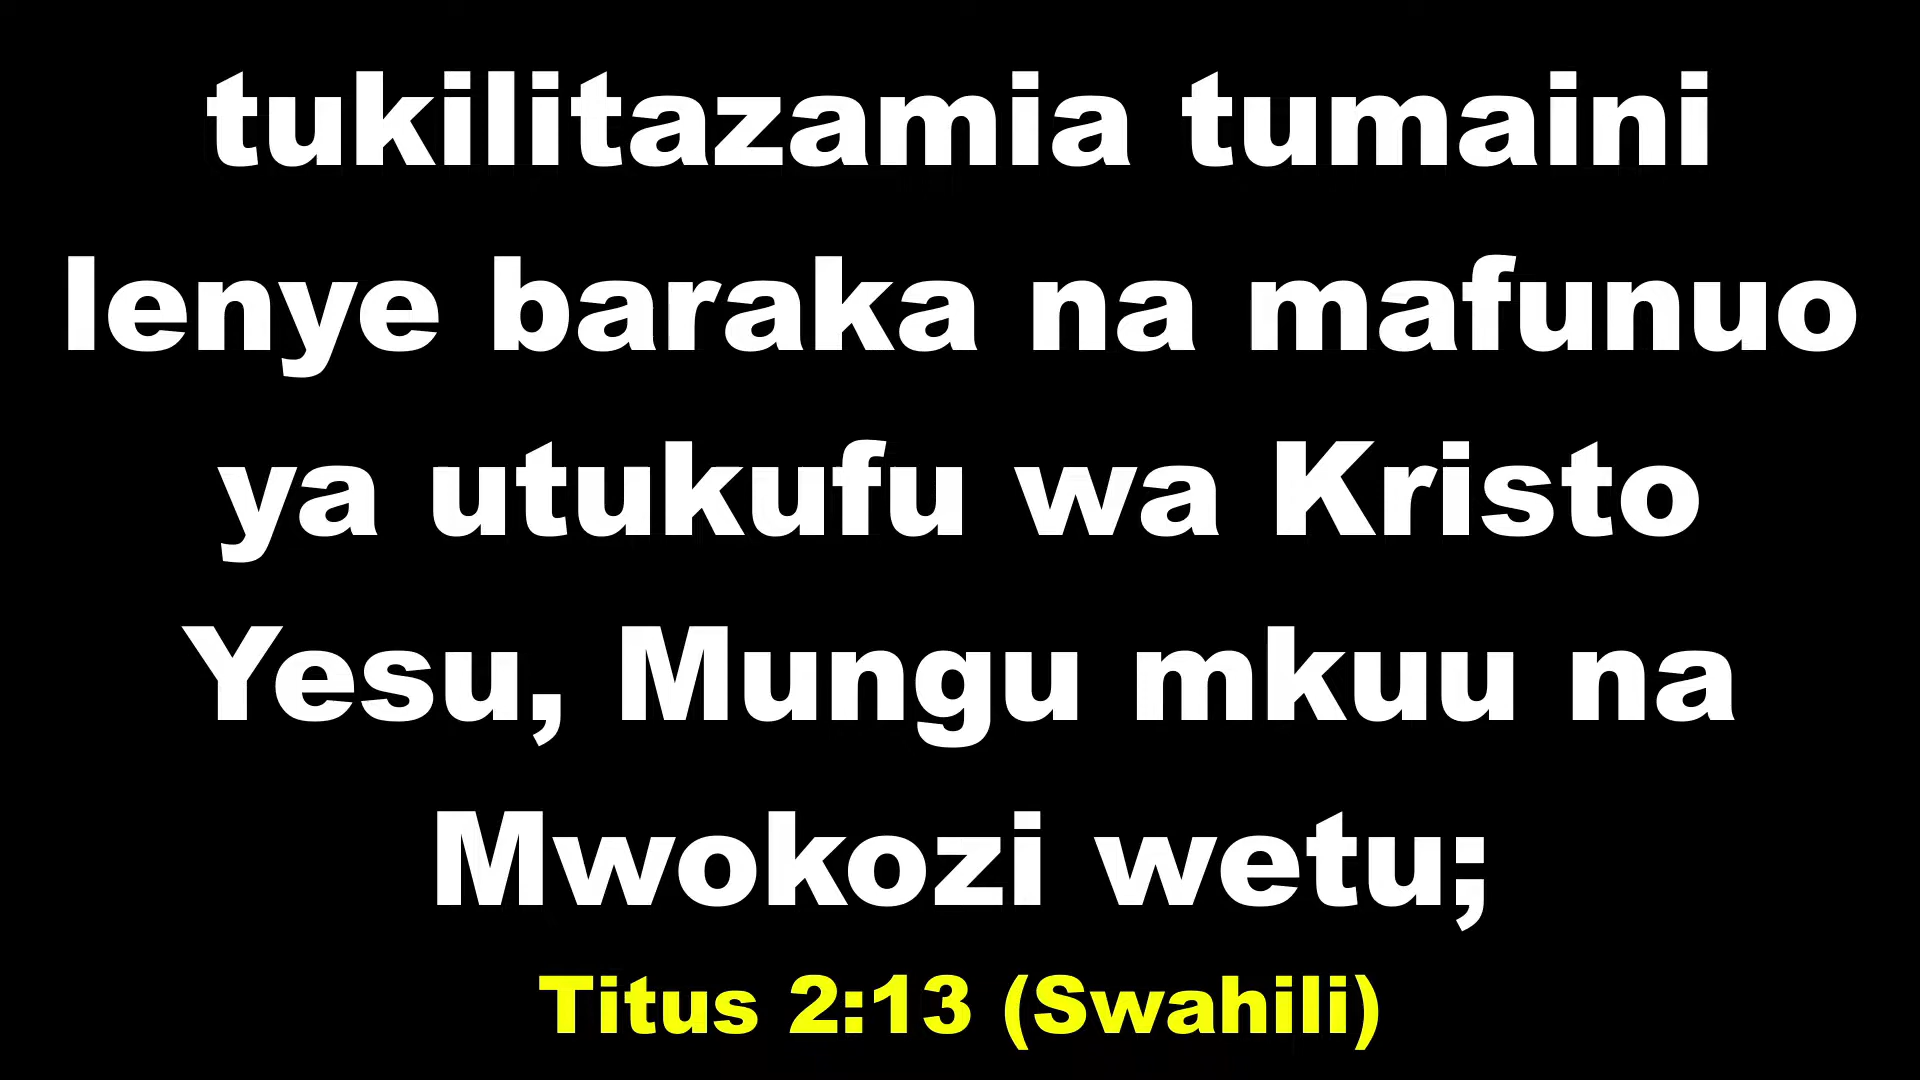 tukilitazamia tumaini
lenye baraka na mafunuo
ya utukufu wa Kristo
Yesu, Mungu mkuu na
Mwokozi wetu;
Titus 2:13 (Swahili)